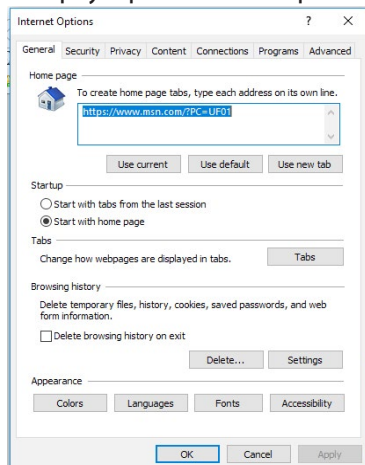 Internet Options ? X
General Security Privacy Content Connections Programs Advanced
Home page
To create home page tabs, type each address on its own line.
https://www.msn.com/?PC=UF01
Use current Use default Use new tab
Startup
Start with tabs from the last session
Start with home page
Tabs
Change how webpages are displayed in tabs. Tabs
Browsing history
Delete temporary files, history, cookies, saved passwords, and web
form information.
Delete browsing history on exit
Delete... Settings
Appearance
Colors Languages Fonts Accessibility
OK Cancel Apply